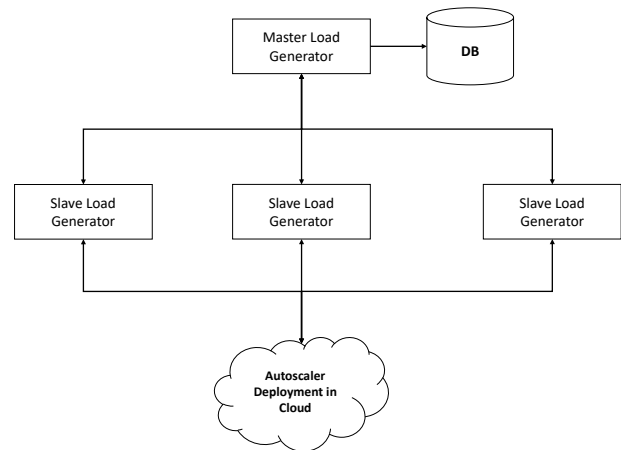 Master Load
Generator
DB
Slave Load
Generator
Slave Load
Generator
Slave Load
Generator
Autoscaler
Deployment in
Cloud